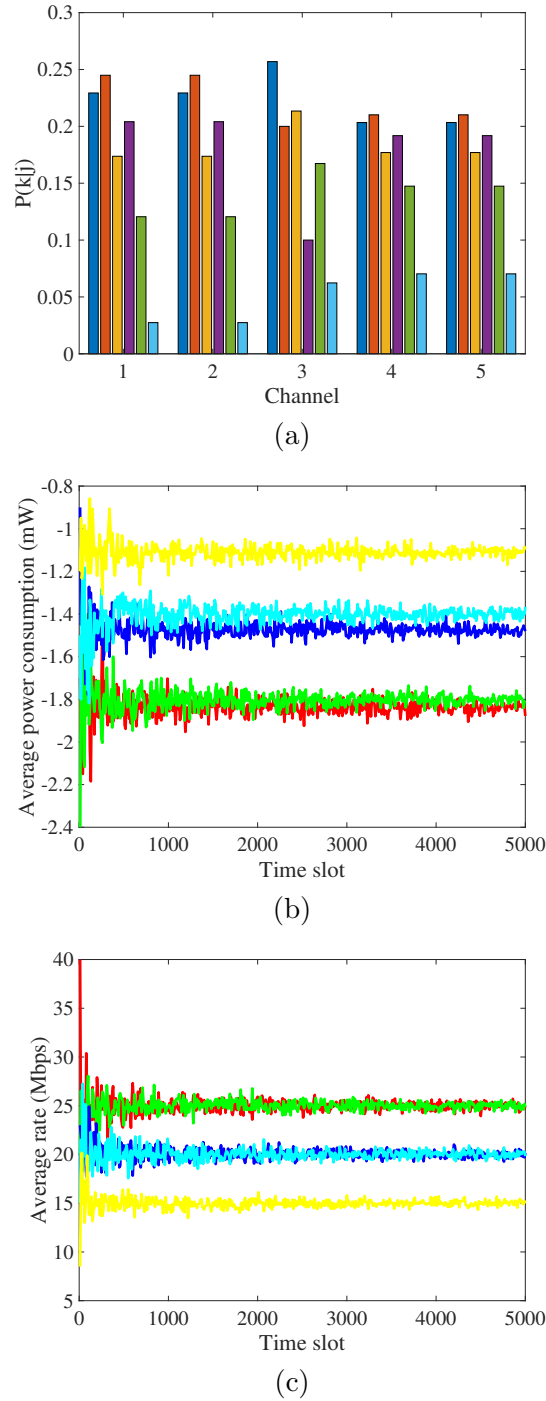 0.3
0.25
0.2
0.15
0.1
0.05
0
P(k|j)
1 2 3 4 5
Channel
(a)
-0.8
-1
-1.2
-1.4
-1.6
-1.8
-2
-2.2
-2.4
Average power consumption (mW)
0 1000 2000 3000 4000 5000
Time slot
(b)
40
35
30
25
20
15
10
5
Average rate (Mbps)
0 1000 2000 3000 4000 5000
Time slot
(c)